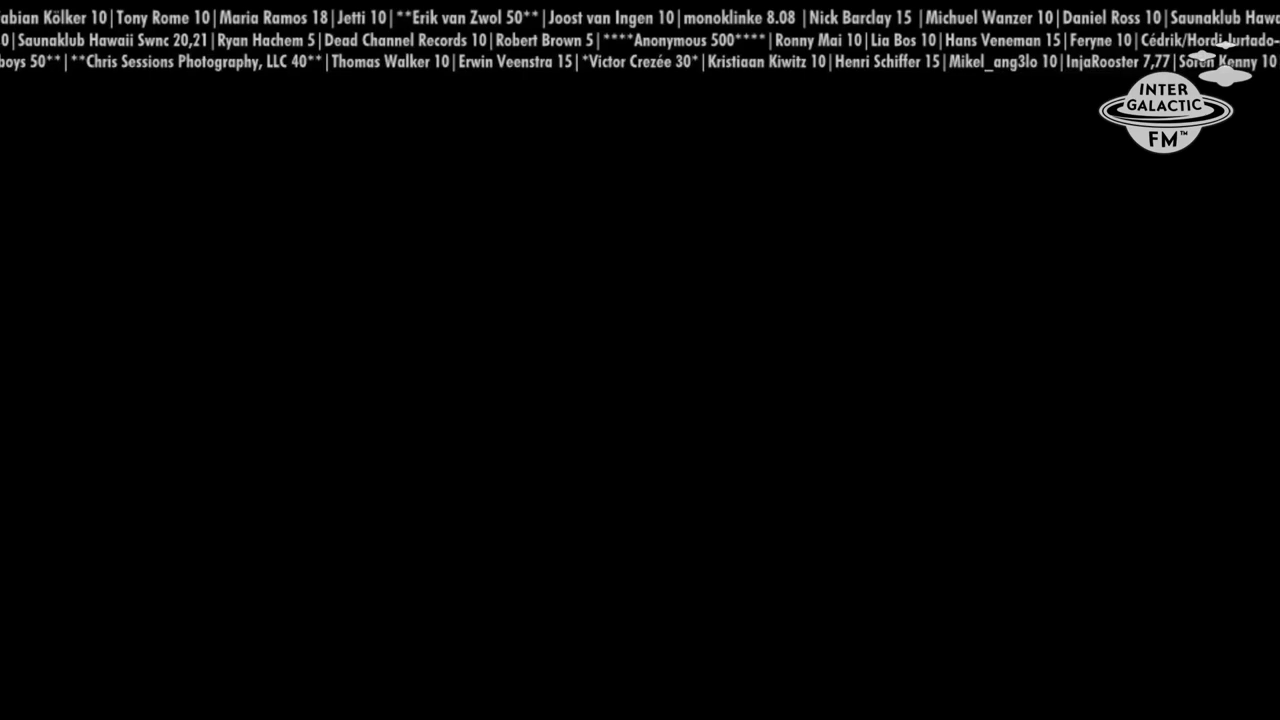 abian Kölker 10|Tony Rome 10|Maria Ramos 18|Jetti 10|**Erik van Zwol 50**|Joost van Ingen 10|monoklinke 8.08 |Nick Barclay 15 |Michuel Wanzer 10|Daniel Ross 10|Saunaklub Hawa
0|Saunaklub Hawaii Swnc 20,21|Ryan Hachem 5|Dead Channel Records 10|Robert Brown 5|****Anonymous 500****|Ronny Mai 10|Lia Bos 10|Hans Veneman 15|Feryne 10|Cédrik/Hordi Jurtado-
boys 50**|**Chris Sessions Photography, LLC 40**|Thomas Walker 10|Erwin Veenstra 15|*Victor Crezée 30*|Kristiaan Kiwitz 10|Henri Schiffer 15|Mikel_ang3lo 10|InjaRooster 7,77|Soren Kenny 10
INTER
GALACTIC
FM™